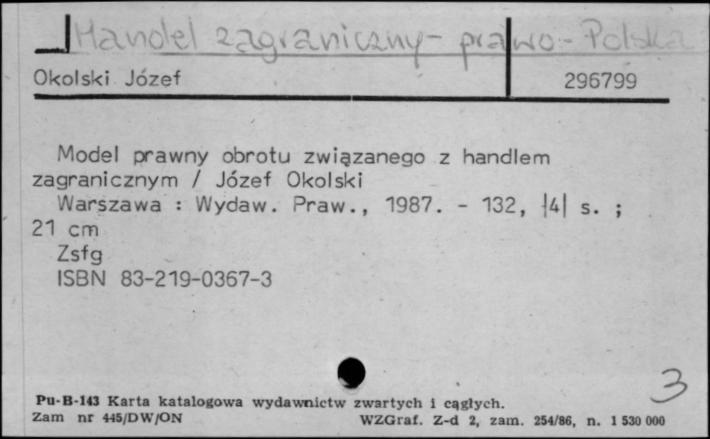 Handel zagraniczny - prawo - Polska
Okolski Józef 296799
Model prawny obrotu związanego z handlem
zagranicznym / Józef Okolski
Warszawa : Wydaw. Praw., 1987. - 132, |4| s. ;
21 cm
Zsfg
ISBN 83-219-0367-3
3
Pu-B-143 Karta katalogowa wydawnictw zwartych i cągłych.
Zam nr 445/DW/ON WZGraf. Z-d 2, zam. 254/86, n. 1 530 000